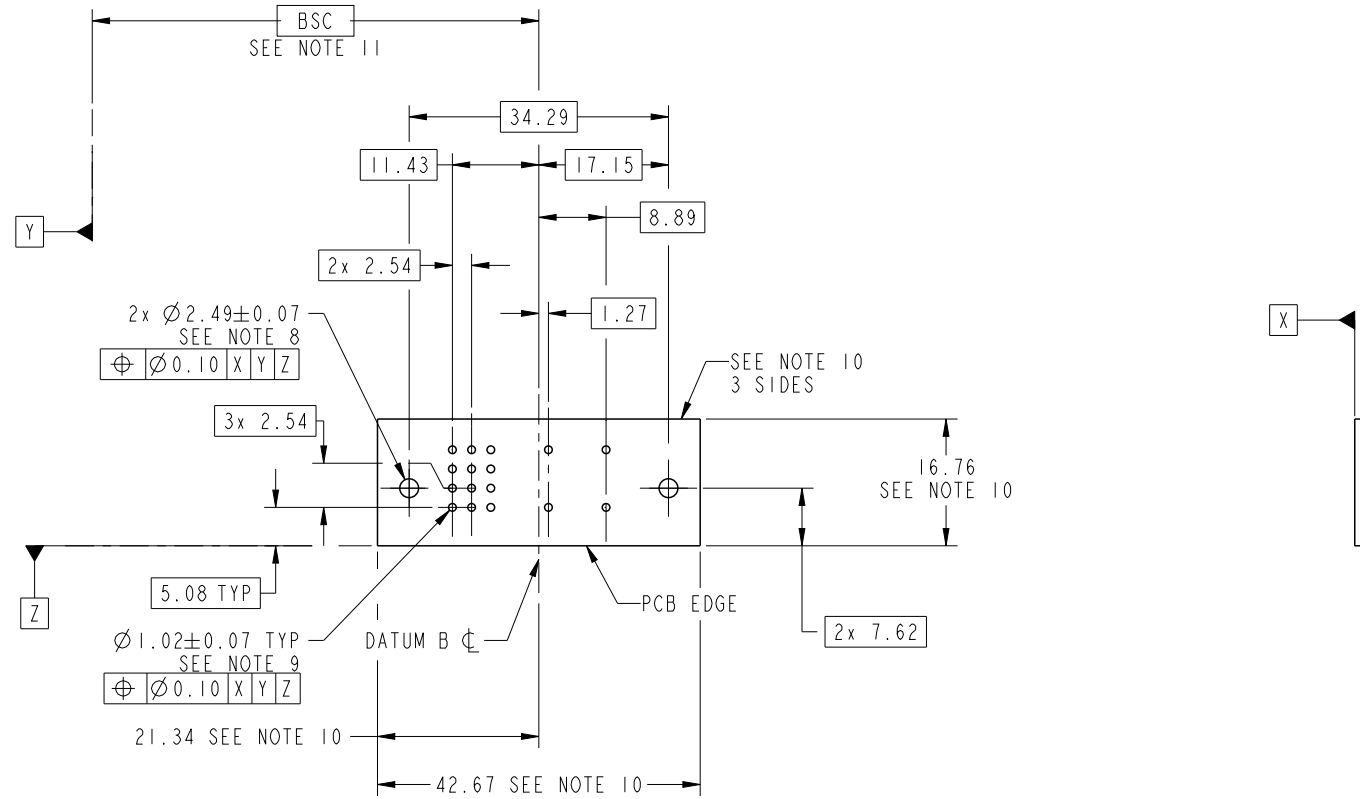 BSC
SEE NOTE 11
34.29
11.43
17.15
Y
8.89
2x 2.54
2x Ø2.49±0.07
1.27
X
SEE NOTE 8
⌖ Ø0.10 X Y Z
SEE NOTE 10
3 SIDES
3x 2.54
16.76
SEE NOTE 10
5.08 TYP
PCB EDGE
Z
2x 7.62
Ø1.02±0.07 TYP
DATUM B ℄
SEE NOTE 9
⌖ Ø0.10 X Y Z
21.34 SEE NOTE 10
42.67 SEE NOTE 10